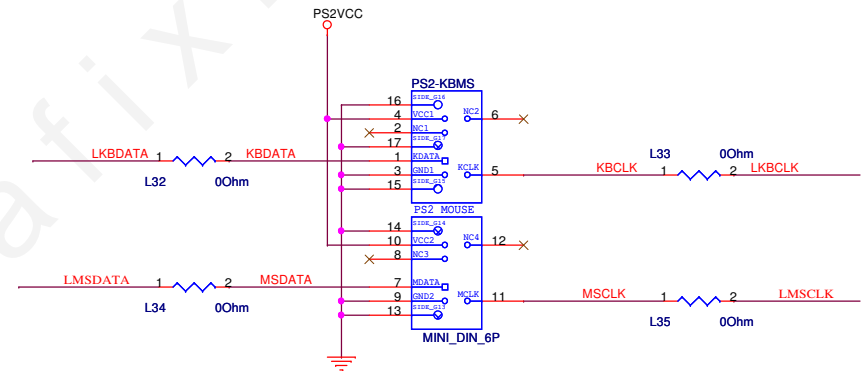 PS2VCC
PS2-KBMS
16 SIDE_G16
4 VCC1 NC2 6
2 NC1
17 SIDE_G17
LKBDATA 1 2 KBDATA 1 KDATA
L32 0Ohm
3 GND1 KCLK 5 KBCLK 1 2 LKBCLK
L33 0Ohm
15 SIDE_G15
PS2 MOUSE
14 SIDE_G14
10 VCC2 NC4 12
8 NC3
LMSDATA 1 2 MSDATA 7 MDATA
L34 0Ohm
9 GND2 MCLK 11 MSCLK 1 2 LMSCLK
13 SIDE_G13
L35 0Ohm
MINI_DIN_6P
a f i x